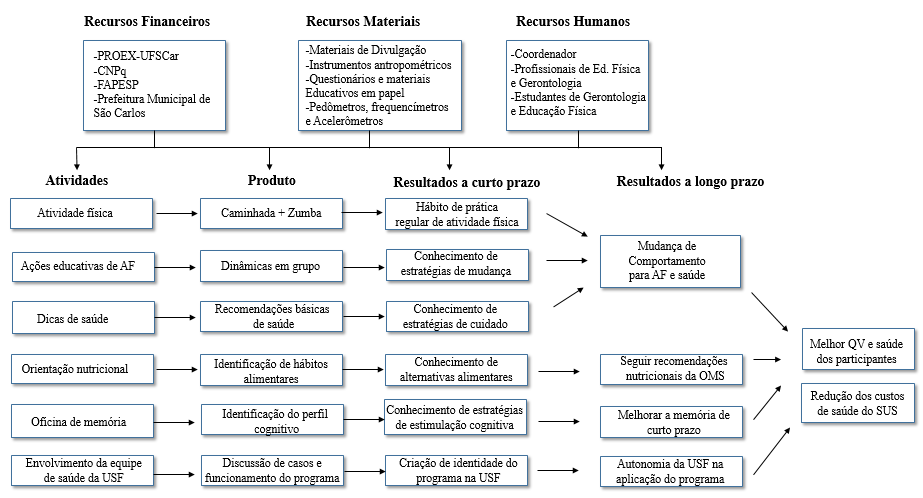 Recursos Financeiros
Recursos Materiais
Recursos Humanos
-PROEX-UFSCar
-CNPq
-FAPESP
-Prefeitura Municipal de
São Carlos
-Materiais de Divulgação
-Instrumentos antropométricos
-Questionários e materiais
Educativos em papel
-Pedômetros, frequencímetros
e Acelerômetros
-Coordenador
-Profissionais de Ed. Física
e Gerontologia
-Estudantes de Gerontologia
e Educação Física
Atividades
Produto
Resultados a curto prazo
Resultados a longo prazo
Atividade física
Caminhada + Zumba
Hábito de prática
regular de atividade física
Ações educativas de AF
Dinâmicas em grupo
Conhecimento de
estratégias de mudança
Mudança de
Comportamento
para AF e saúde
Dicas de saúde
Recomendações básicas
de saúde
Conhecimento de
estratégias de cuidado
Orientação nutricional
Identificação de hábitos
alimentares
Conhecimento de
alternativas alimentares
Seguir recomendações
nutricionais da OMS
Melhor QV e saúde
dos participantes
Oficina de memória
Identificação do perfil
cognitivo
Conhecimento de estratégias
de estimulação cognitiva
Melhorar a memória de
curto prazo
Redução dos custos
de saúde do SUS
Envolvimento da equipe
de saúde da USF
Discussão de casos e
funcionamento do programa
Criação de identidade do
programa na USF
Autonomia da USF na
aplicação do programa